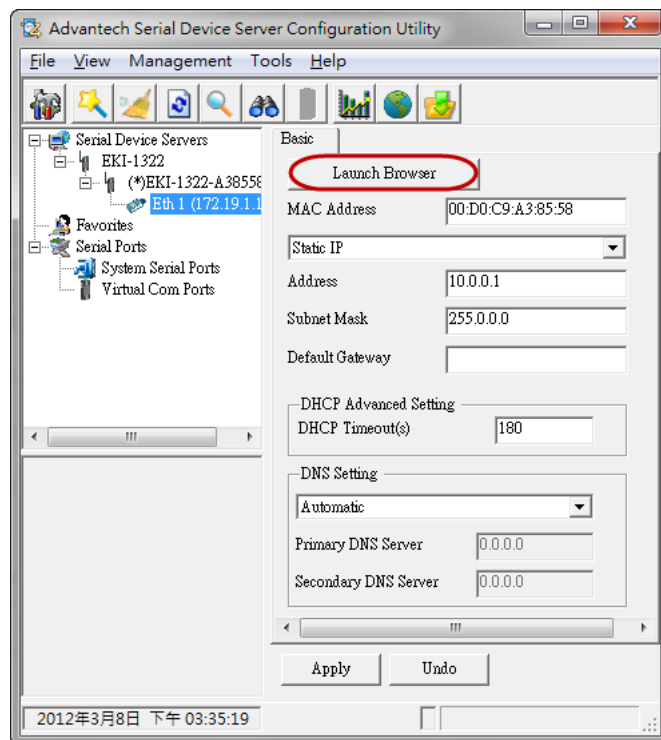 Advantech Serial Device Server Configuration Utility
File View Management Tools Help
Serial Device Servers
EKI-1322
(*)EKI-1322-A38558
Eth 1 (172.19.1.1
Favorites
Serial Ports
System Serial Ports
Virtual Com Ports
Basic
Launch Browser
MAC Address 00:D0:C9:A3:85:58
Static IP
Address 10.0.0.1
Subnet Mask 255.0.0.0
Default Gateway
DHCP Advanced Setting
DHCP Timeout(s) 180
DNS Setting
Automatic
Primary DNS Server 0.0.0.0
Secondary DNS Server 0.0.0.0
Apply Undo
2012年3月8日 下午 03:35:19